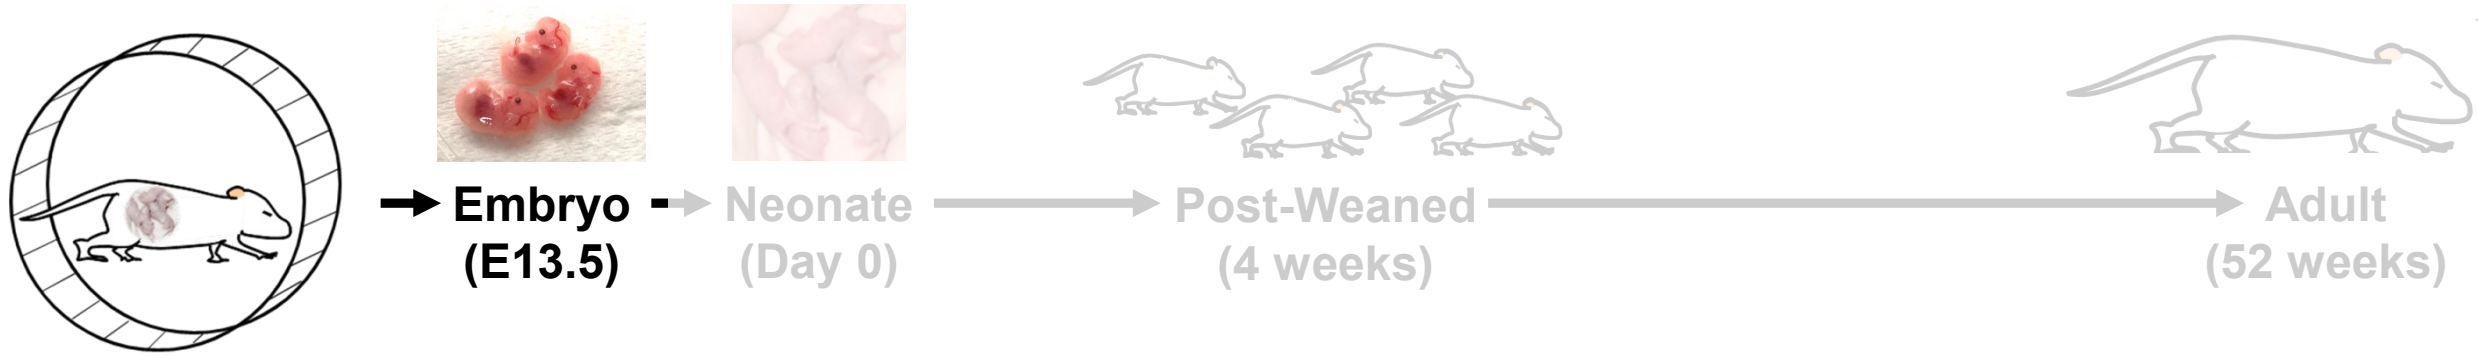 Embryo
(E13.5)
Neonate
(Day 0)
Post-Weaned
(4 weeks)
Adult
(52 weeks)